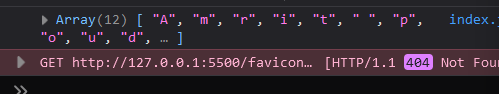 Array(12) [ "A", "m", "r", "i", "t", " ", "p", index.j
"o", "u", "d", … ]
GET http://127.0.0.1:5500/favicon… [HTTP/1.1 404 Not Foun